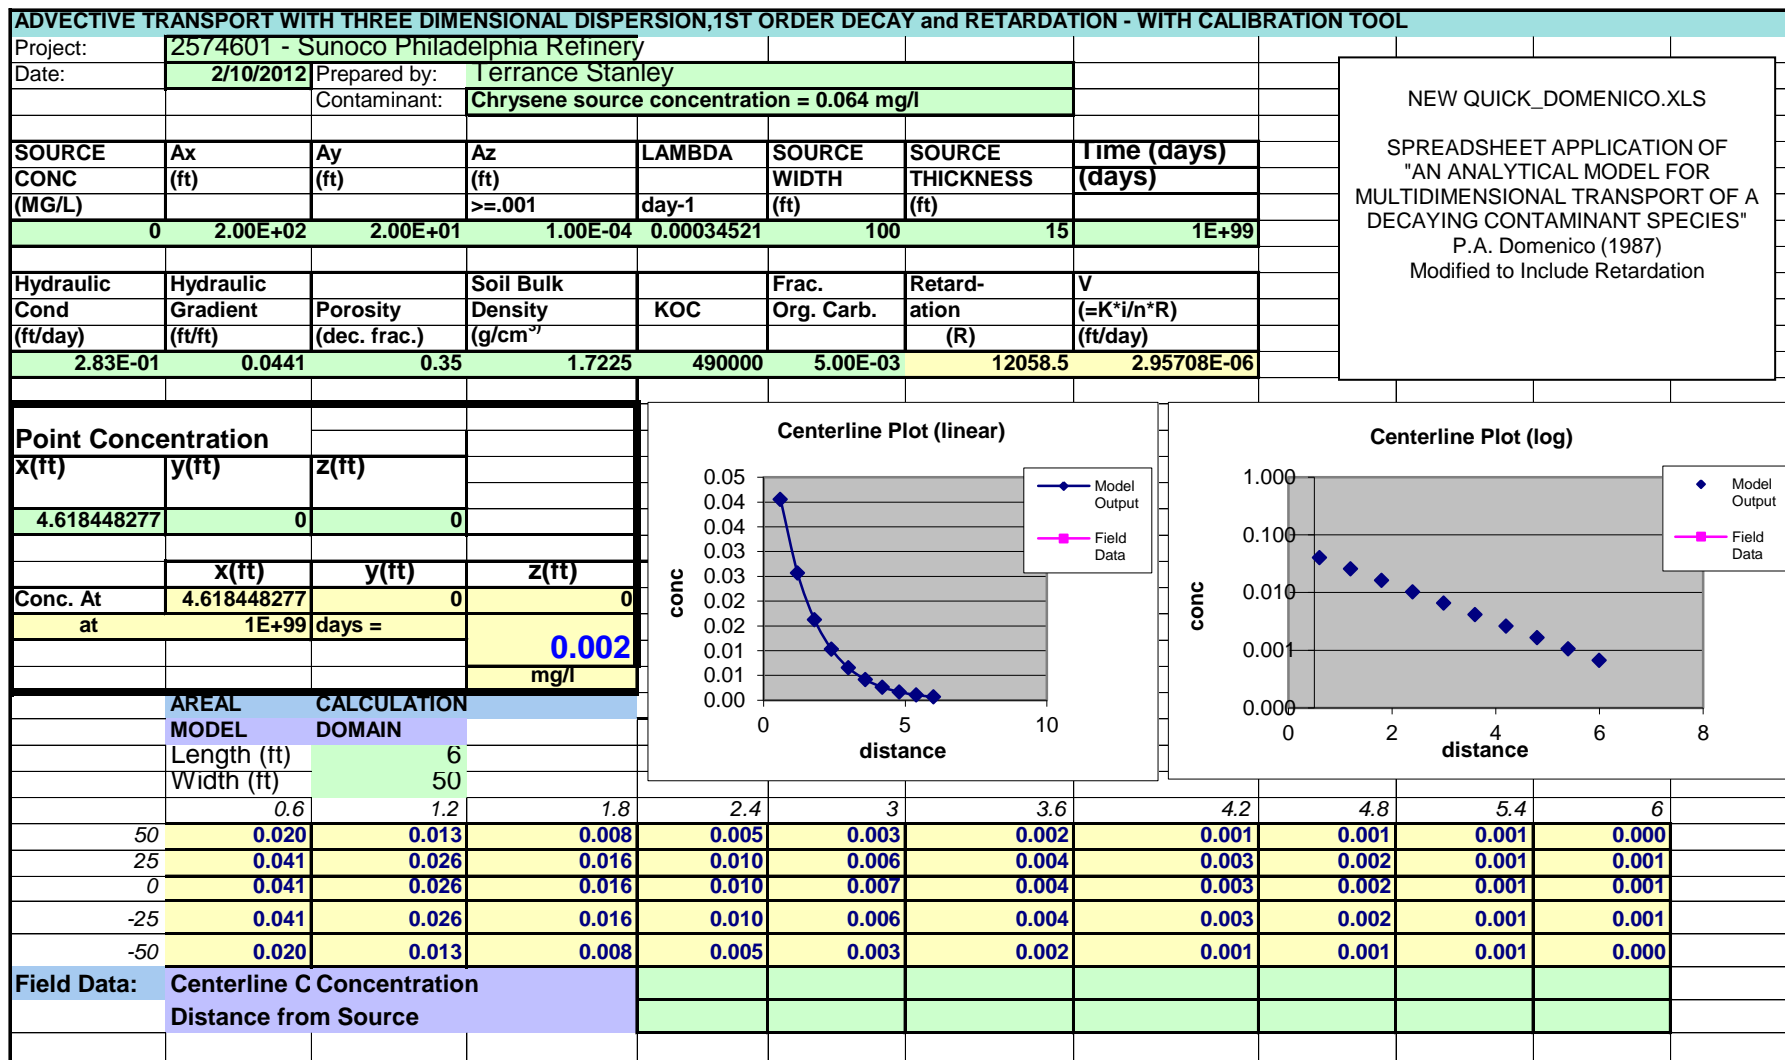 ADVECTIVE TRANSPORT WITH THREE DIMENSIONAL DISPERSION,1ST ORDER DECAY and RETARDATION - WITH CALIBRATION TOOL
Project: 2574601 - Sunoco Philadelphia Refinery
Date: 2/10/2012 Prepared by: Terrance Stanley
Contaminant: Chrysene source concentration = 0.064 mg/l
NEW QUICK_DOMENICO.XLS
SPREADSHEET APPLICATION OF
"AN ANALYTICAL MODEL FOR
MULTIDIMENSIONAL TRANSPORT OF A
DECAYING CONTAMINANT SPECIES"
P.A. Domenico (1987)
Modified to Include Retardation
SOURCE Ax Ay Az LAMBDA SOURCE SOURCE Time (days)
CONC (ft) (ft) (ft) WIDTH THICKNESS (days)
(MG/L) >=.001 day-1 (ft) (ft)
0 2.00E+02 2.00E+01 1.00E-04 0.00034521 100 15 1E+99
Hydraulic Hydraulic Soil Bulk Frac. Retard- V
Cond Gradient Porosity Density KOC Org. Carb. ation (=K*i/n*R)
(ft/day) (ft/ft) (dec. frac.) (g/cm³) (R) (ft/day)
2.83E-01 0.0441 0.35 1.7225 490000 5.00E-03 12058.5 2.95708E-06
Point Concentration
x(ft) y(ft) z(ft)
4.618448277 0 0
x(ft) y(ft) z(ft)
Conc. At 4.618448277 0 0
at 1E+99 days =
0.002
mg/l
Centerline Plot (linear)
0.05
0.04
0.04
0.03
0.03
0.02
0.02
0.01
0.01
0.00
0 5 10
conc
distance
Model Output
Field Data
Centerline Plot (log)
1.000
0.100
0.010
0.001
0.000
0 2 4 6 8
conc
distance
Model Output
Field Data
AREAL CALCULATION
MODEL DOMAIN
Length (ft) 6
Width (ft) 50
0.6 1.2 1.8 2.4 3 3.6 4.2 4.8 5.4 6
50 0.020 0.013 0.008 0.005 0.003 0.002 0.001 0.001 0.001 0.000
25 0.041 0.026 0.016 0.010 0.006 0.004 0.003 0.002 0.001 0.001
0 0.041 0.026 0.016 0.010 0.007 0.004 0.003 0.002 0.001 0.001
-25 0.041 0.026 0.016 0.010 0.006 0.004 0.003 0.002 0.001 0.001
-50 0.020 0.013 0.008 0.005 0.003 0.002 0.001 0.001 0.001 0.000
Field Data: Centerline C Concentration
Distance from Source